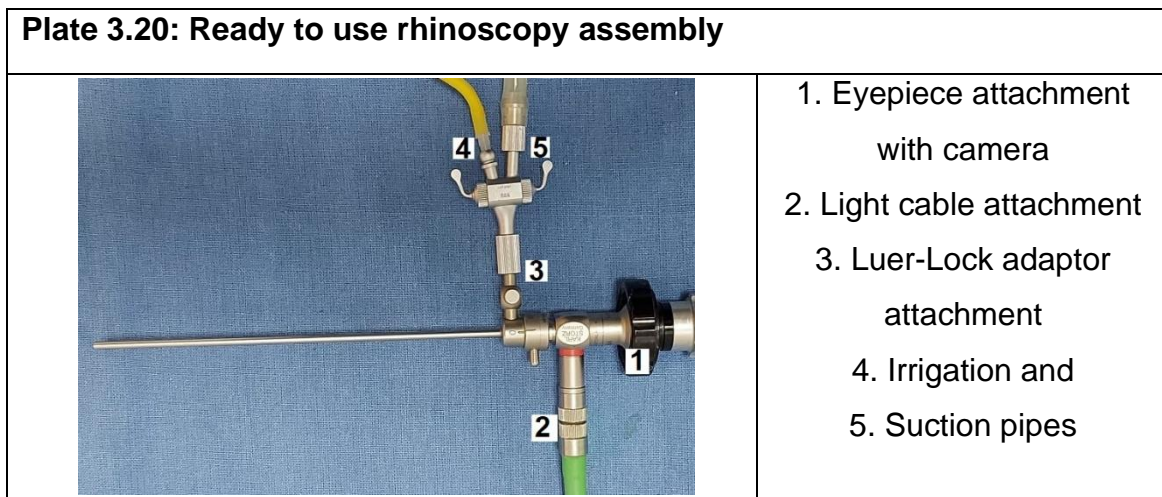 Plate 3.20: Ready to use rhinoscopy assembly
4
5
3
1
2
1. Eyepiece attachment
with camera
2. Light cable attachment
3. Luer-Lock adaptor
attachment
4. Irrigation and
5. Suction pipes